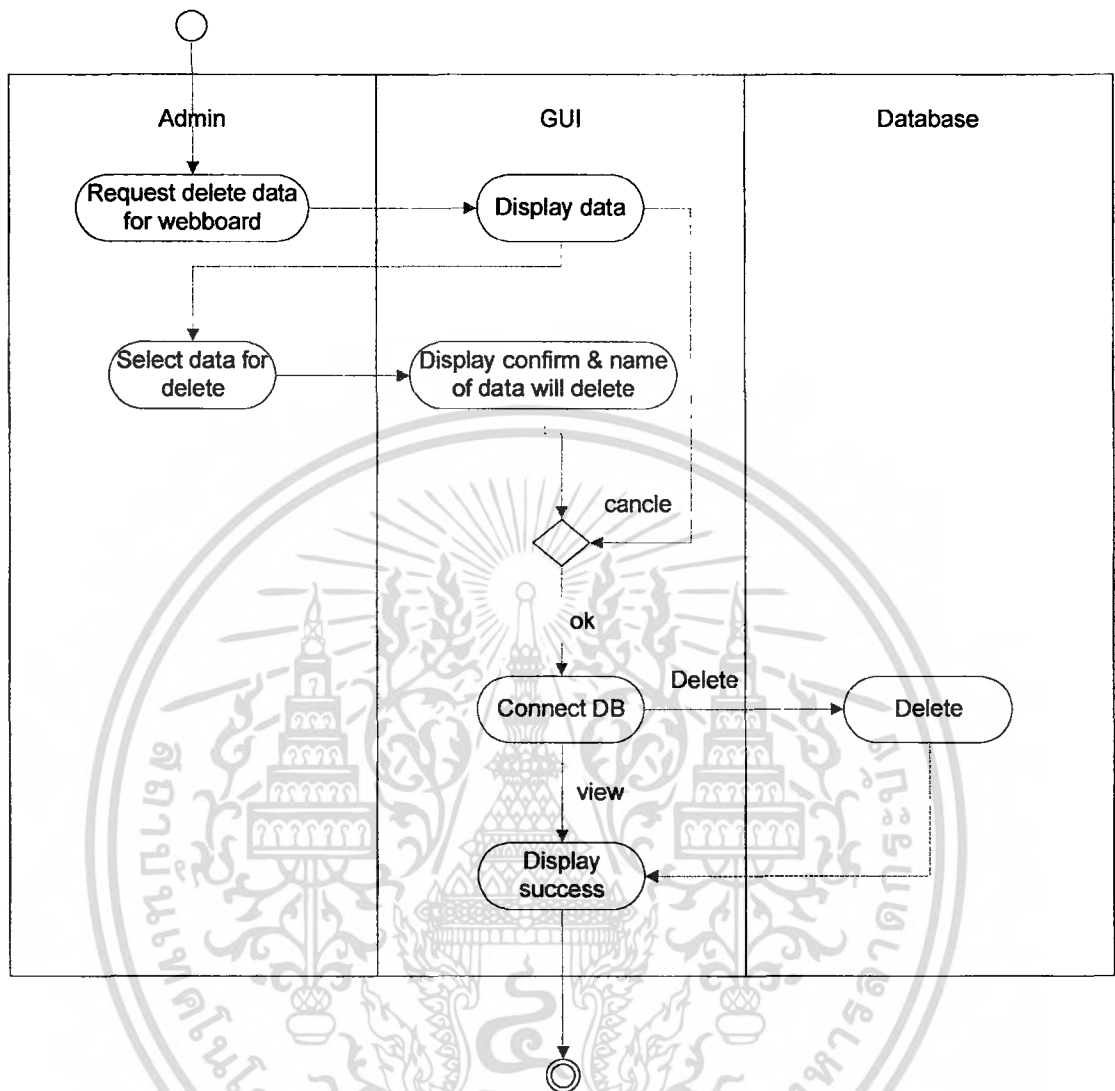 Admin
GUI
Database
Request delete data
for webboard
Display data
Select data for
delete
Display confirm & name
of data will delete
cancle
ok
Connect DB
Delete
Delete
view
Display
success